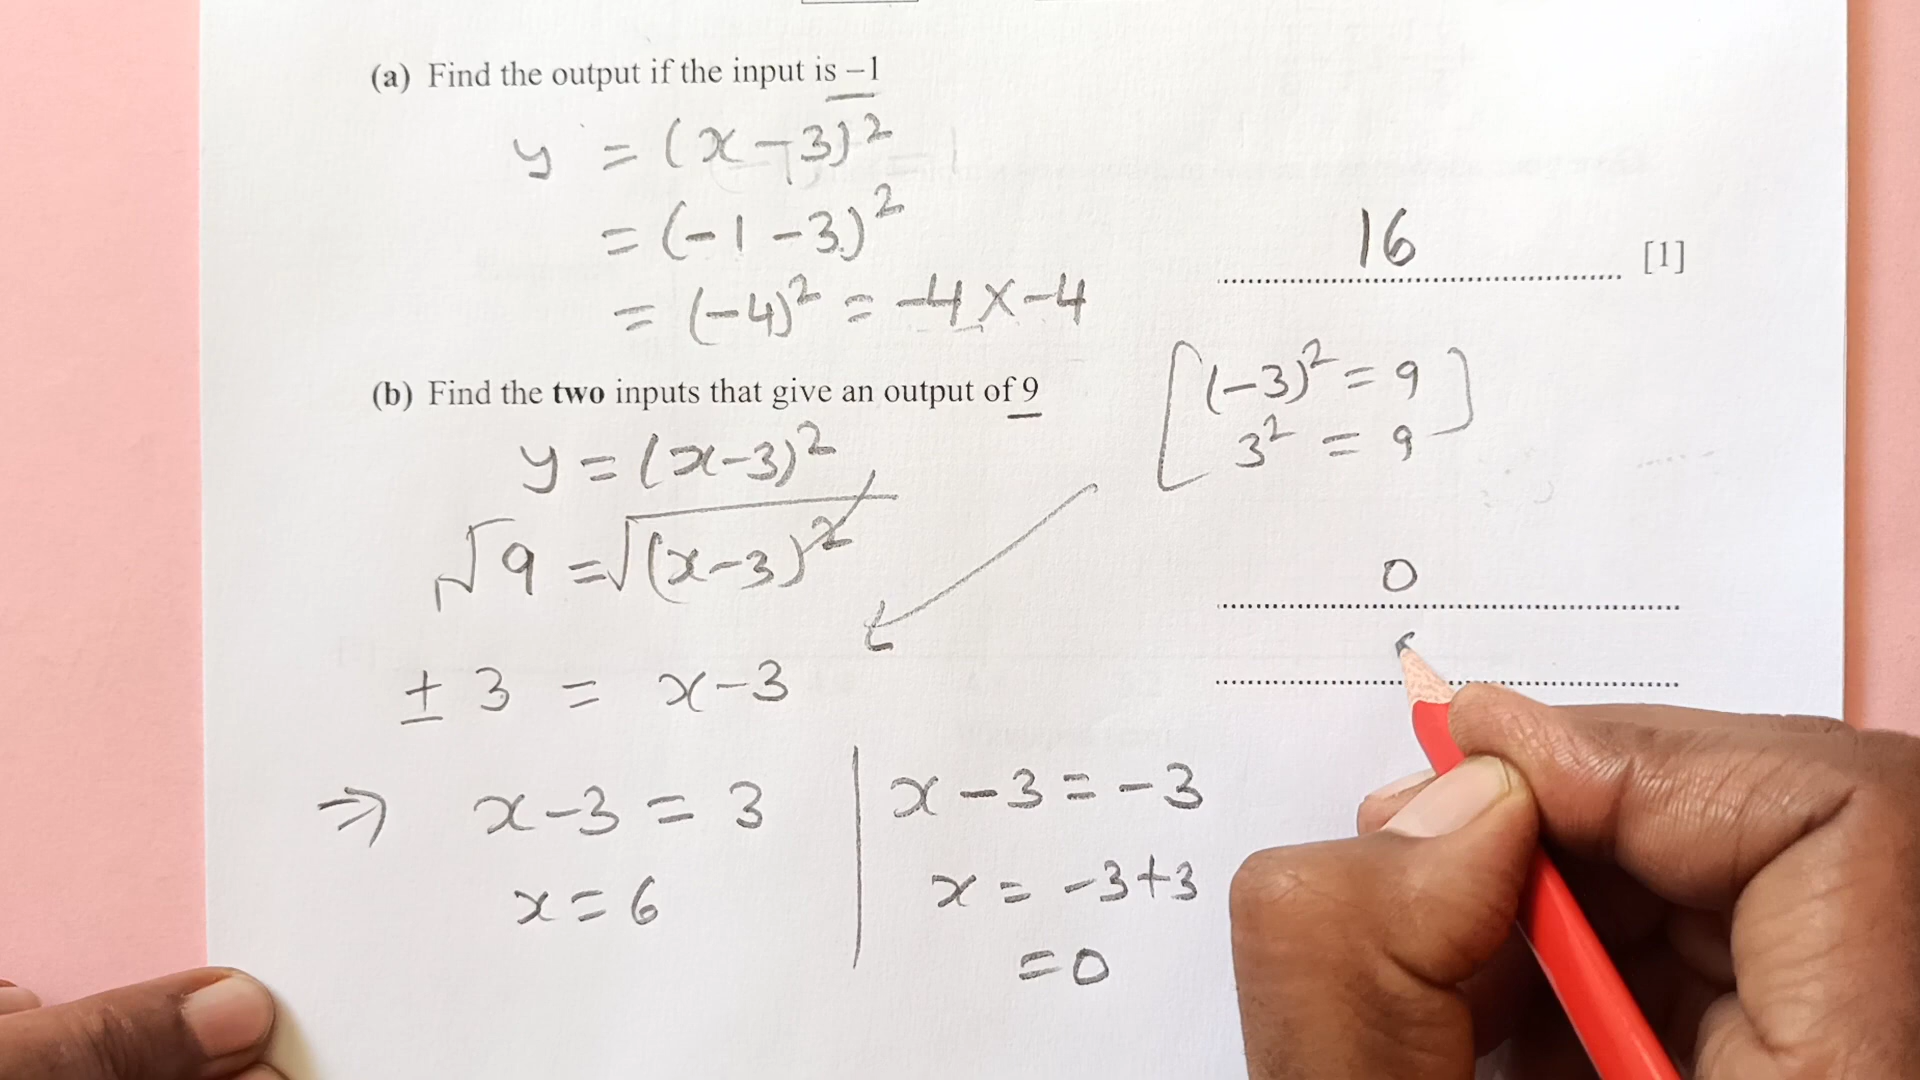 (a) Find the output if the input is −1
y = (x − 3)²
= (−1 − 3)²
= (−4)² = −4 × −4
16
[1]
(b) Find the two inputs that give an output of 9
[(−3)² = 9
3² = 9]
y = (x−3)²
√9 = √(x−3)²
0
± 3 = x−3
⇒ x−3 = 3
x − 3 = −3
x = 6
x = −3+3
= 0